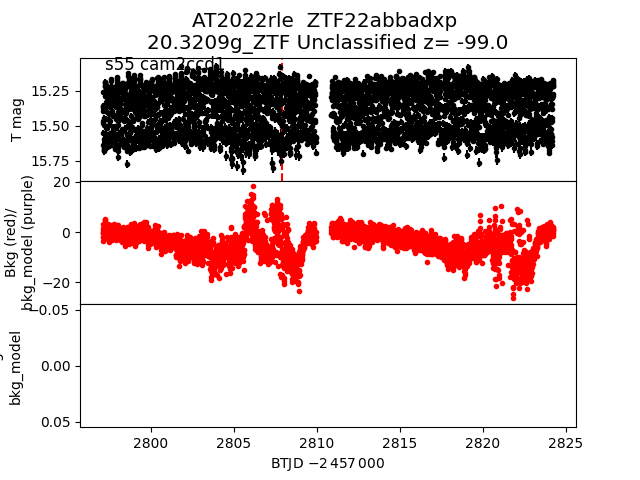 AT2022rle  ZTF22abbadxp
20.3209g_ZTF Unclassified z= -99.0
s55 cam2ccd1
T mag
15.25
15.50
15.75
Bkg (red)/
bkg_model (purple)
20
0
−20
bkg_model
−0.05
0.00
0.05
2800
2805
2810
2815
2820
2825
BTJD −2 457 000